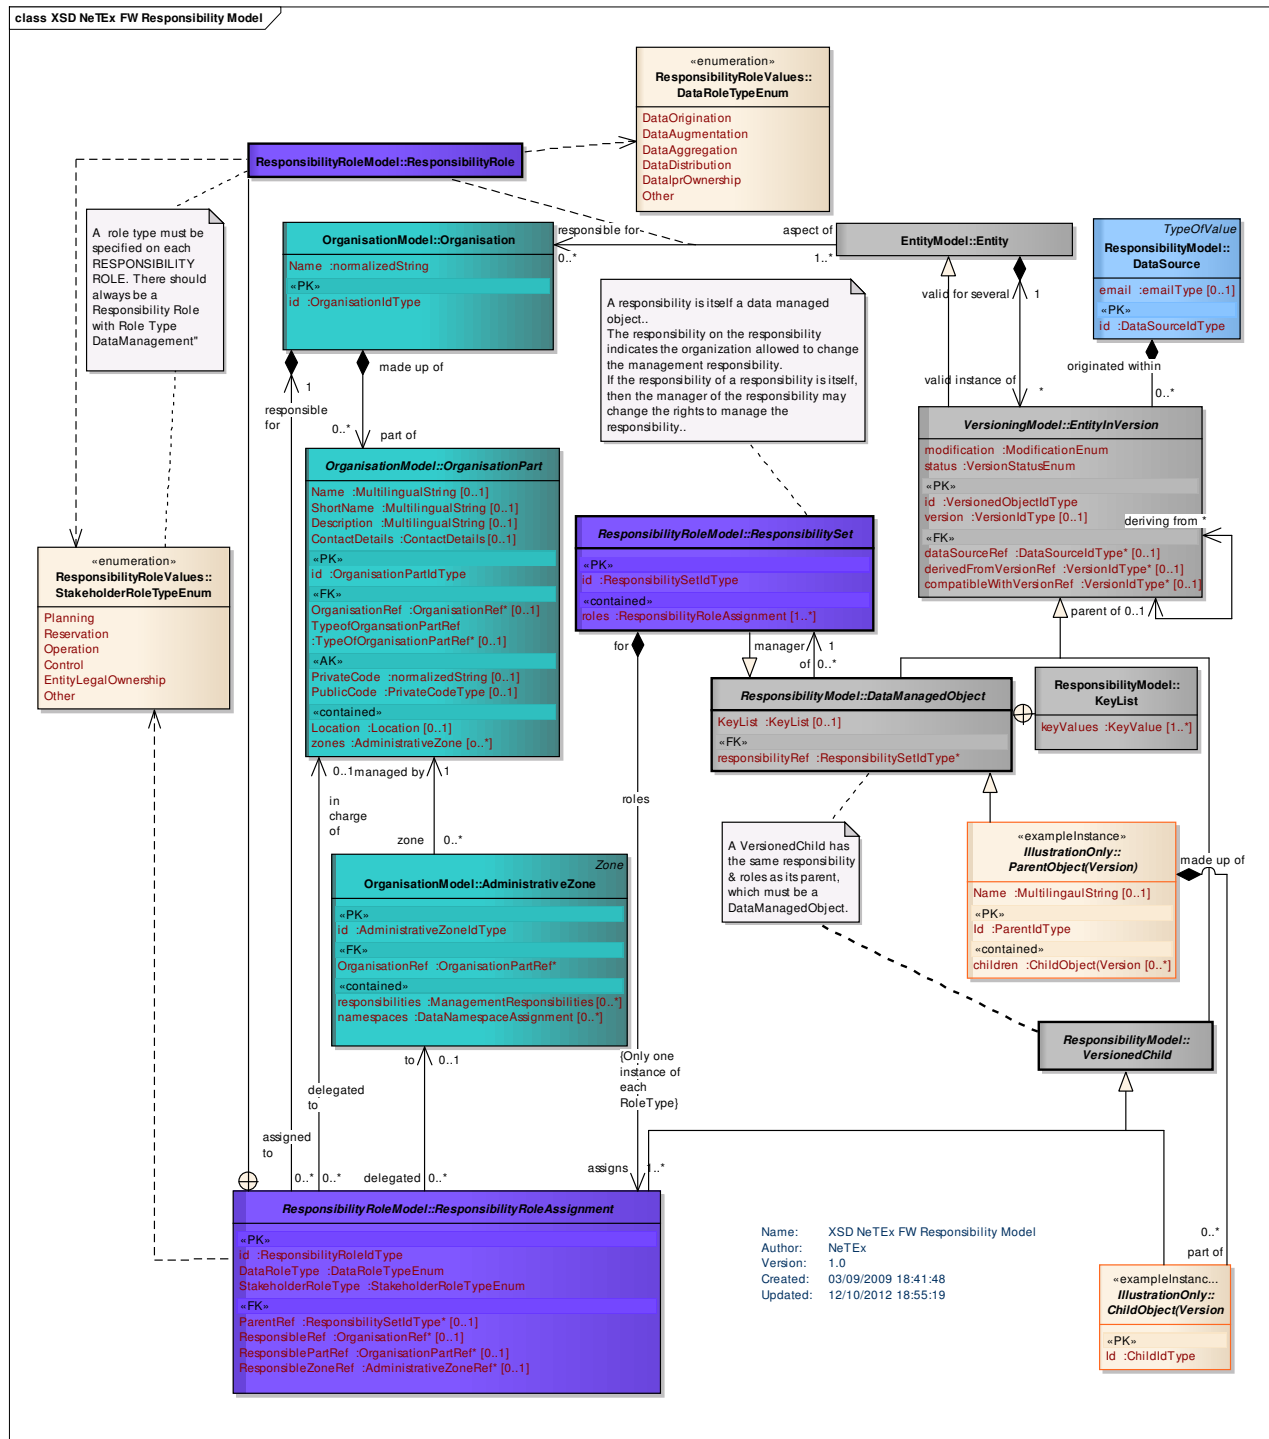 class XSD NeTEx FW Responsibility Model
«enumeration»
ResponsibilityRoleValues::
DataRoleTypeEnum
DataOrigination
DataAugmentation
DataAggregation
DataDistribution
DataIprOwnership
Other
ResponsibilityRoleModel::ResponsibilityRole
A role type must be
specified on each
RESPONSIBILITY
ROLE. There should
always be a
Responsibility Role
with Role Type
DataManagement"
OrganisationModel::Organisation
Name :normalizedString
«PK»
id :OrganisationIdType
responsible for
0..*
aspect of
1..*
EntityModel::Entity
TypeOfValue
ResponsibilityModel::
DataSource
email :emailType [0..1]
«PK»
id :DataSourceIdType
valid for several
1
A responsibility is itself a data managed
object..
The responsibility on the responsibility
indicates the organization allowed to change
the management responsibility.
If the responsibility of a responsibility is itself,
then the manager of the responsibility may
change the rights to manage the
responsibility..
made up of
1
responsible
for
0..*
part of
valid instance of
*
originated within
0..*
VersioningModel::EntityInVersion
modification :ModificationEnum
status :VersionStatusEnum
«PK»
id :VersionedObjectIdType
version :VersionIdType [0..1]
«FK»
dataSourceRef :DataSourceIdType* [0..1]
derivedFromVersionRef :VersionIdType* [0..1]
compatibleWithVersionRef :VersionIdType* [0..1]
deriving from *
parent of 0..1
OrganisationModel::OrganisationPart
Name :MultilingualString [0..1]
ShortName :MultilingualString [0..1]
Description :MultilingualString [0..1]
ContactDetails :ContactDetails [0..1]
«PK»
id :OrganisationPartIdType
«FK»
OrganisationRef :OrganisationRef* [0..1]
TypeofOrgansationPartRef
:TypeOfOrganisationPartRef* [0..1]
«AK»
PrivateCode :normalizedString [0..1]
PublicCode :PrivateCodeType [0..1]
«contained»
Location :Location [0..1]
zones :AdministrativeZone [o..*]
ResponsibilityRoleModel::ResponsibilitySet
«PK»
id :ResponsibilitySetIdType
«contained»
roles :ResponsibilityRoleAssignment [1..*]
«enumeration»
ResponsibilityRoleValues::
StakeholderRoleTypeEnum
Planning
Reservation
Operation
Control
EntityLegalOwnership
Other
for
manager
1
of
0..*
ResponsibilityModel::DataManagedObject
KeyList :KeyList [0..1]
«FK»
responsibilityRef :ResponsibilitySetIdType*
ResponsibilityModel::
KeyList
keyValues :KeyValue [1..*]
0..1
managed by
1
in
charge
of
zone
0..*
roles
A VersionedChild has
the same responsibility
& roles as its parent,
which must be a
DataManagedObject.
«exampleInstance»
IllustrationOnly::
ParentObject(Version)
Name :MultilingaulString [0..1]
«PK»
Id :ParentIdType
«contained»
children :ChildObject(Version [0..*]
made up of
Zone
OrganisationModel::AdministrativeZone
«PK»
id :AdministrativeZoneIdType
«FK»
OrganisationRef :OrganisationPartRef*
«contained»
responsibilities :ManagementResponsibilities [0..*]
namespaces :DataNamespaceAssignment [0..*]
ResponsibilityModel::
VersionedChild
to
0..1
{Only one
instance of
each
RoleType}
delegated
to
assigned
to
0..*
0..*
delegated
0..*
assigns
1..*
ResponsibilityRoleModel::ResponsibilityRoleAssignment
«PK»
id :ResponsibilityRoleIdType
DataRoleType :DataRoleTypeEnum
StakeholderRoleType :StakeholderRoleTypeEnum
«FK»
ParentRef :ResponsibilitySetIdType* [0..1]
ResponsibleRef :OrganisationRef* [0..1]
ResponsiblePartRef :OrganisationPartRef* [0..1]
ResponsibleZoneRef :AdministrativeZoneRef* [0..1]
Name: XSD NeTEx FW Responsibility Model
Author: NeTEx
Version: 1.0
Created: 03/09/2009 18:41:48
Updated: 12/10/2012 18:55:19
0..*
part of
«exampleInstanc...
IllustrationOnly::
ChildObject(Version
«PK»
Id :ChildIdType